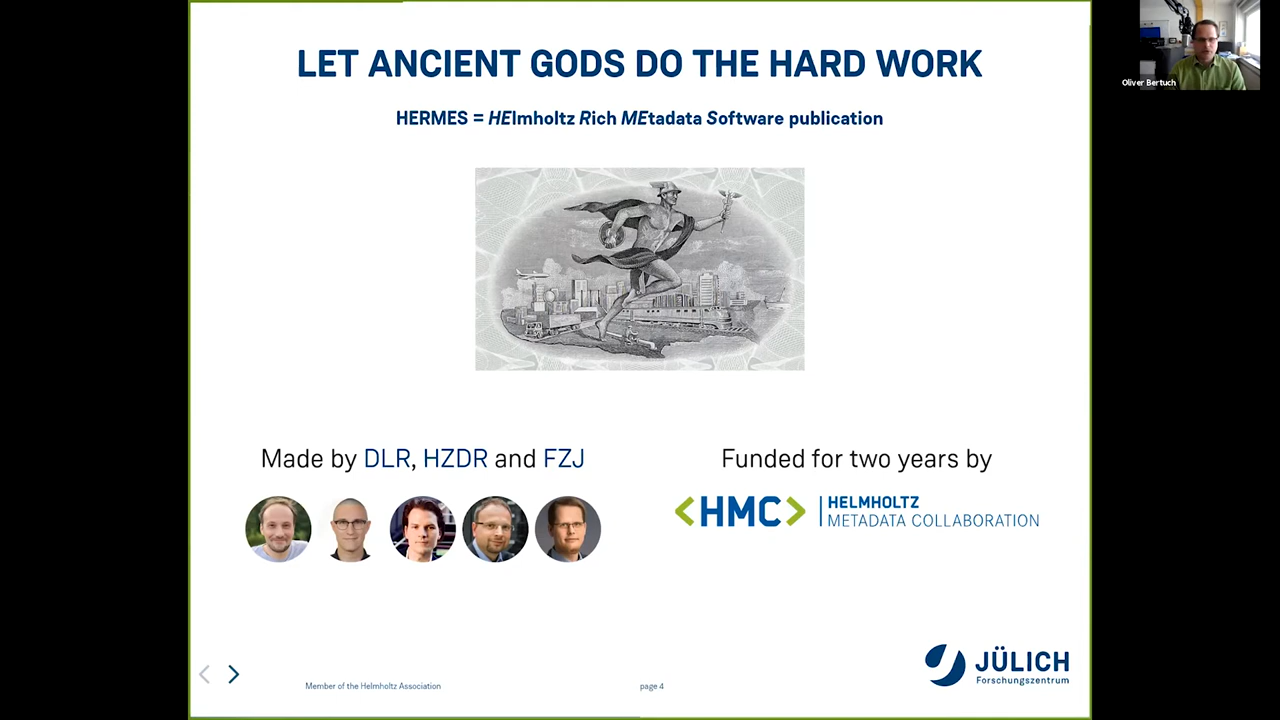 LET ANCIENT GODS DO THE HARD WORK
HERMES = HElmholtz Rich MEtadata Software publication
Made by DLR, HZDR and FZJ
Funded for two years by
<HMC> | HELMHOLTZ
METADATA COLLABORATION
JÜLICH
Forschungszentrum
Member of the Helmholtz Association
page 4
Oliver Bertuch